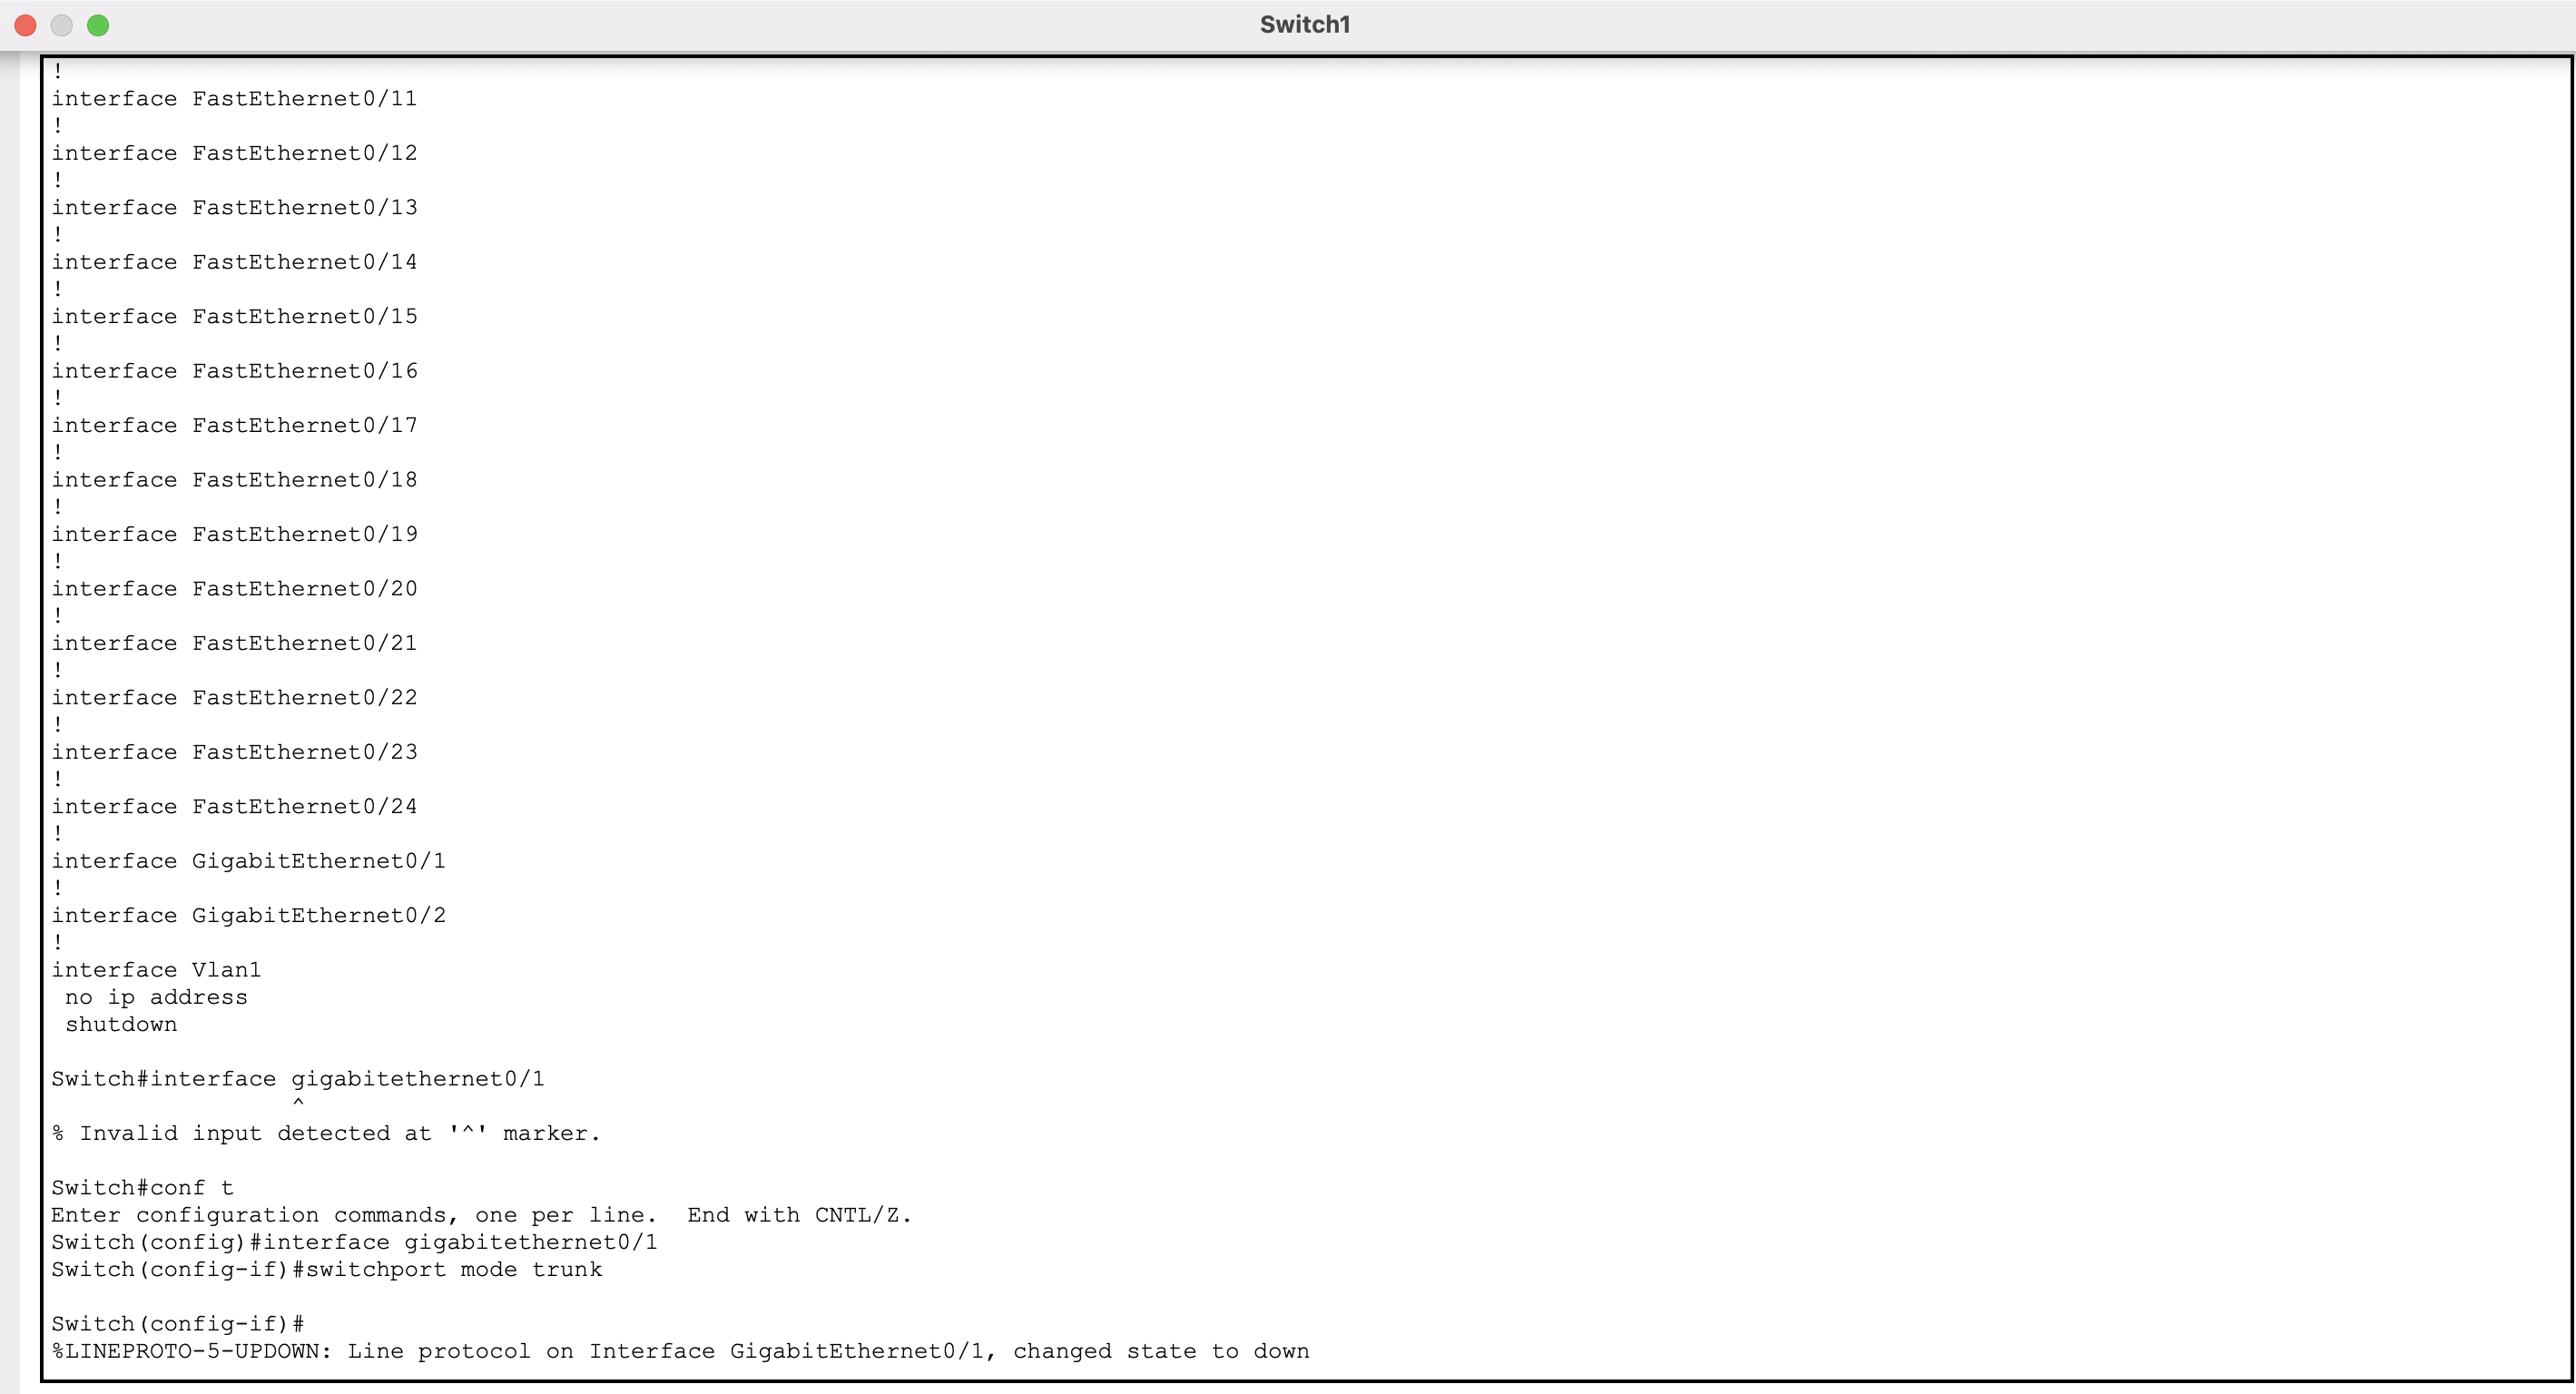 Switch1
!
interface FastEthernet0/11
!
interface FastEthernet0/12
!
interface FastEthernet0/13
!
interface FastEthernet0/14
!
interface FastEthernet0/15
!
interface FastEthernet0/16
!
interface FastEthernet0/17
!
interface FastEthernet0/18
!
interface FastEthernet0/19
!
interface FastEthernet0/20
!
interface FastEthernet0/21
!
interface FastEthernet0/22
!
interface FastEthernet0/23
!
interface FastEthernet0/24
!
interface GigabitEthernet0/1
!
interface GigabitEthernet0/2
!
interface Vlan1
 no ip address
 shutdown
Switch#interface gigabitethernet0/1
                 ^
% Invalid input detected at '^' marker.
Switch#conf t
Enter configuration commands, one per line.  End with CNTL/Z.
Switch(config)#interface gigabitethernet0/1
Switch(config-if)#switchport mode trunk
Switch(config-if)#
%LINEPROTO-5-UPDOWN: Line protocol on Interface GigabitEthernet0/1, changed state to down